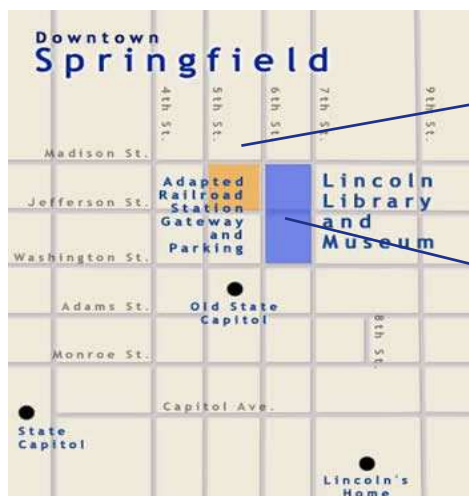 Downtown
Springfield
4th St.
5th St.
6th St
7th St.
9th St.
Madison St.
Adapted
Railroad
Station
Gateway
and
Parking
Lincoln
Library
and
Museum
Jefferson St.
Washington St.
Adams St.
Old State
Capitol
8th St.
Monroe St.
Capitol Ave.
State
Capitol
Lincoln's
Home